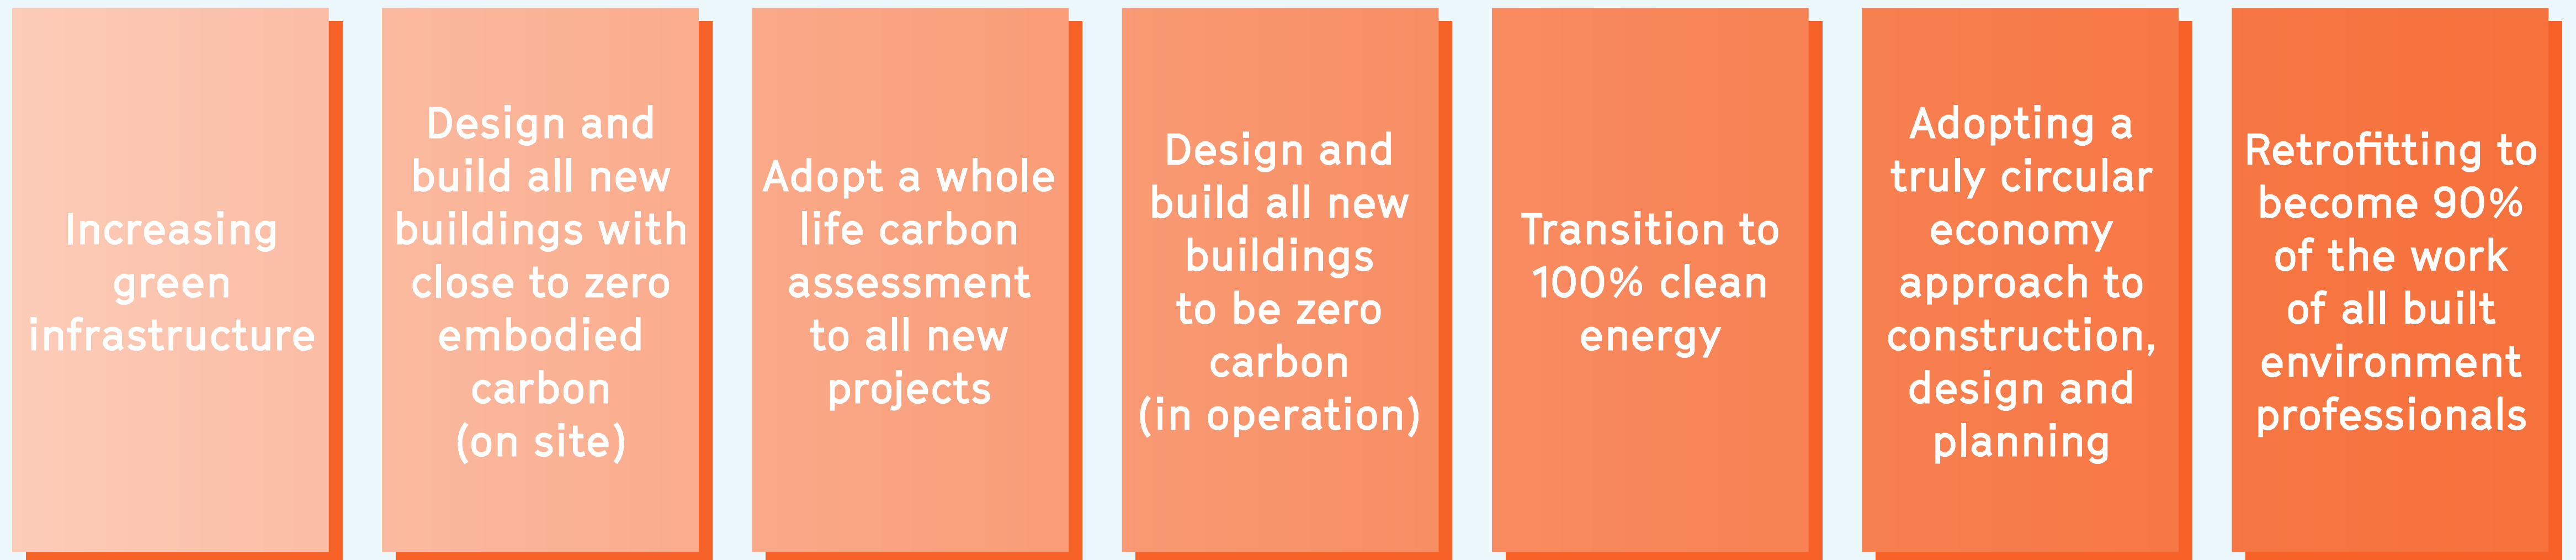 Increasing
green
infrastructure
Design and
build all new
buildings with
close to zero
embodied
carbon
(on site)
Adopt a whole
life carbon
assessment
to all new
projects
Design and
build all new
buildings
to be zero
carbon
(in operation)
Transition to
100% clean
energy
Adopting a
truly circular
economy
approach to
construction,
design and
planning
Retrofitting to
become 90%
of the work
of all built
environment
professionals